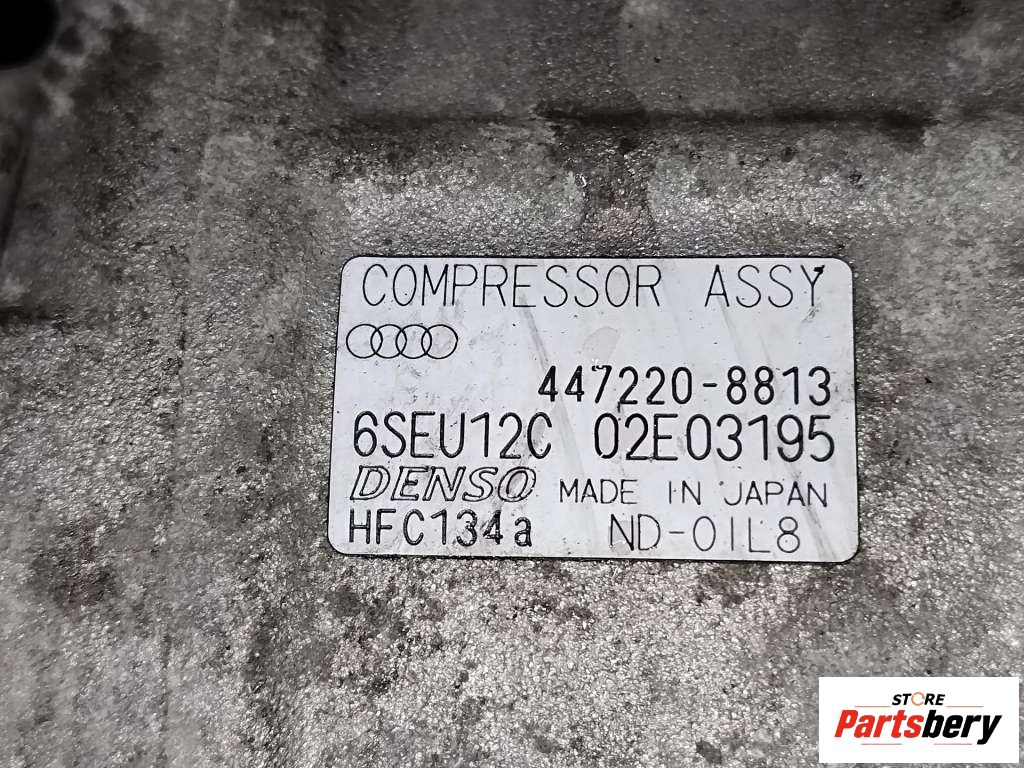 COMPRESSOR ASSY
447220-8813
6SEU12C 02E03195
DENSO MADE IN JAPAN
HFC134a ND-OIL8
STORE
Partsbery